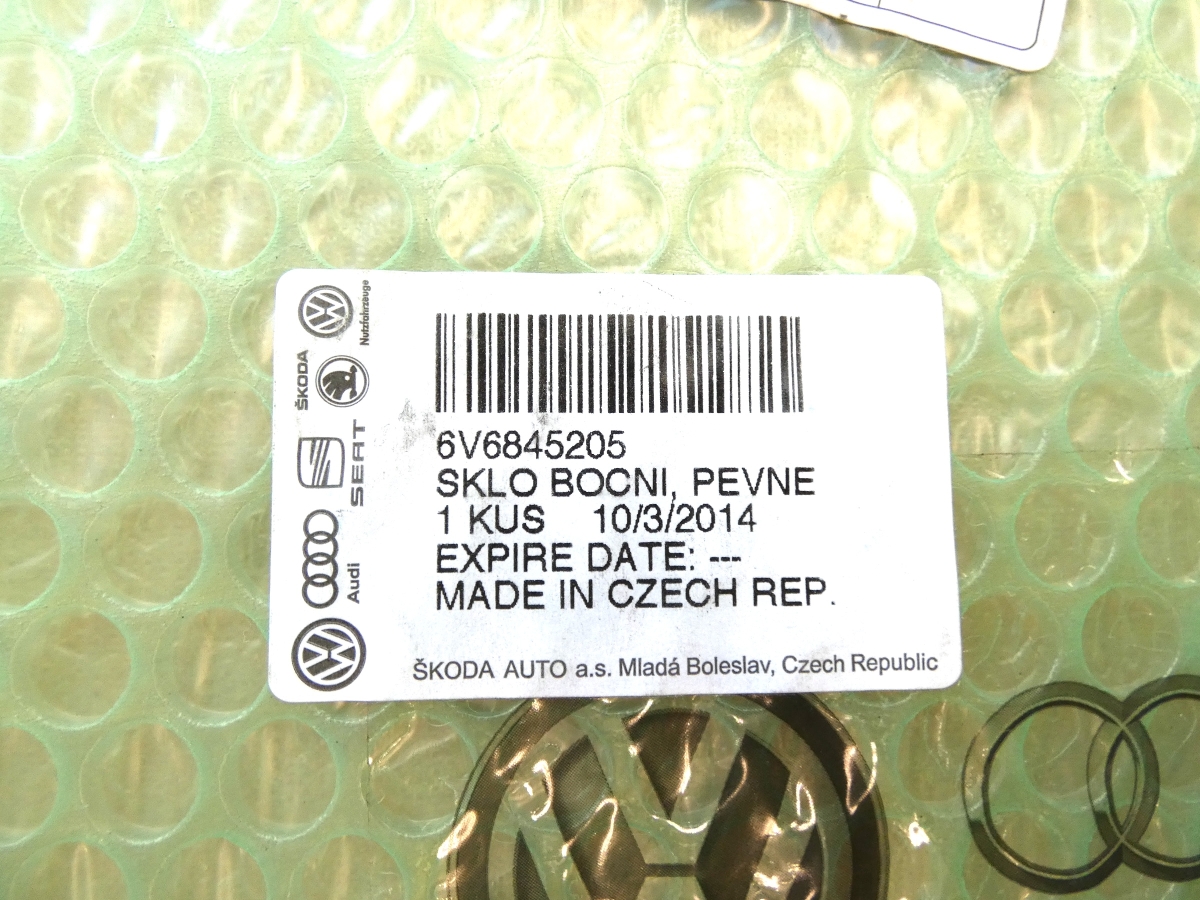 Nutzfahrzeuge
ŠKODA
SEAT
Audi
6V6845205
SKLO BOCNI, PEVNE
1 KUS 10/3/2014
EXPIRE DATE: ---
MADE IN CZECH REP.
ŠKODA AUTO a.s. Mladá Boleslav, Czech Republic